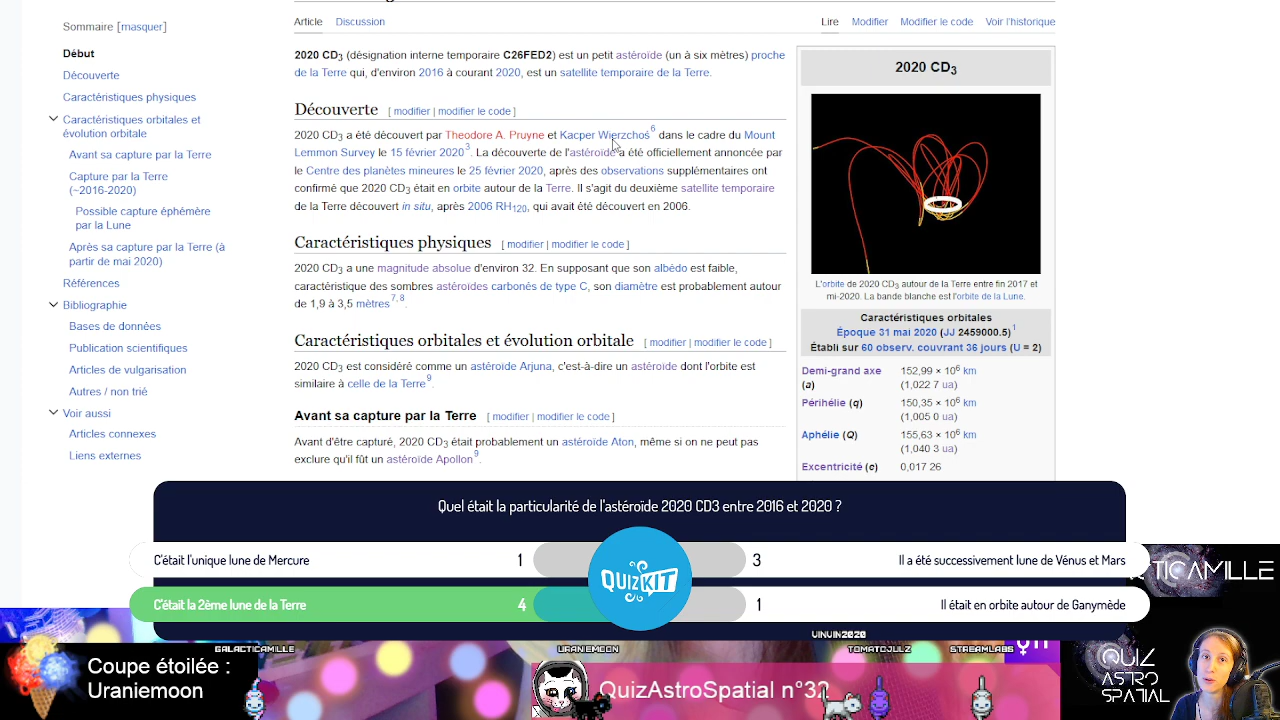 Sommaire [masquer]
Début
Découverte
Caractéristiques physiques
Caractéristiques orbitales et
évolution orbitale
Avant sa capture par la Terre
Capture par la Terre
(~2016-2020)
Possible capture éphémère
par la Lune
Après sa capture par la Terre (à
partir de mai 2020)
Références
Bibliographie
Bases de données
Publication scientifiques
Articles de vulgarisation
Autres / non trié
Voir aussi
Articles connexes
Liens externes
Article Discussion Lire Modifier Modifier le code Voir l'historique
2020 CD3 (désignation interne temporaire C26FED2) est un petit astéroïde (un à six mètres) proche
de la Terre qui, d'environ 2016 à courant 2020, est un satellite temporaire de la Terre.
Découverte [ modifier | modifier le code ]
2020 CD3 a été découvert par Theodore A. Pruyne et Kacper Wierzchoś6 dans le cadre du Mount
Lemmon Survey le 15 février 20203. La découverte de l'astéroïde a été officiellement annoncée par
le Centre des planètes mineures le 25 février 2020, après des observations supplémentaires ont
confirmé que 2020 CD3 était en orbite autour de la Terre. Il s'agit du deuxième satellite temporaire
de la Terre découvert in situ, après 2006 RH120, qui avait été découvert en 2006.
Caractéristiques physiques [ modifier | modifier le code ]
2020 CD3 a une magnitude absolue d'environ 32. En supposant que son albédo est faible,
caractéristique des sombres astéroïdes carbonés de type C, son diamètre est probablement autour
de 1,9 à 3,5 mètres7,8.
Caractéristiques orbitales et évolution orbitale [ modifier | modifier le code ]
2020 CD3 est considéré comme un astéroïde Arjuna, c'est-à-dire un astéroïde dont l'orbite est
similaire à celle de la Terre9.
Avant sa capture par la Terre [ modifier | modifier le code ]
Avant d'être capturé, 2020 CD3 était probablement un astéroïde Aton, même si on ne peut pas
exclure qu'il fût un astéroïde Apollon9.
2020 CD3
L'orbite de 2020 CD3 autour de la Terre entre fin 2017 et
mi-2020. La bande blanche est l'orbite de la Lune.
Caractéristiques orbitales
Époque 31 mai 2020 (JJ 2459000.5)1
Établi sur 60 observ. couvrant 36 jours (U = 2)
Demi-grand axe 152,99 × 106 km
(a) (1,022 7 ua)
Périhélie (q) 150,35 × 106 km
(1,005 0 ua)
Aphélie (Q) 155,63 × 106 km
(1,040 3 ua)
Excentricité (e) 0,017 26
Quel était la particularité de l'astéroïde 2020 CD3 entre 2016 et 2020 ?
C'était l'unique lune de Mercure 1
3 Il a été successivement lune de Vénus et Mars
C'était la 2ème lune de la Terre 4
1 Il était en orbite autour de Ganymède
QUIZKIT
VINVIN2020
GALACTICAMILLE URANIEMOON TOMATOJULZ STREAMLABS
Coupe étoilée :
Uraniemoon
QuizAstroSpatial n°32
TICAMILLE
QUIZ
ASTRO
SPATIAL